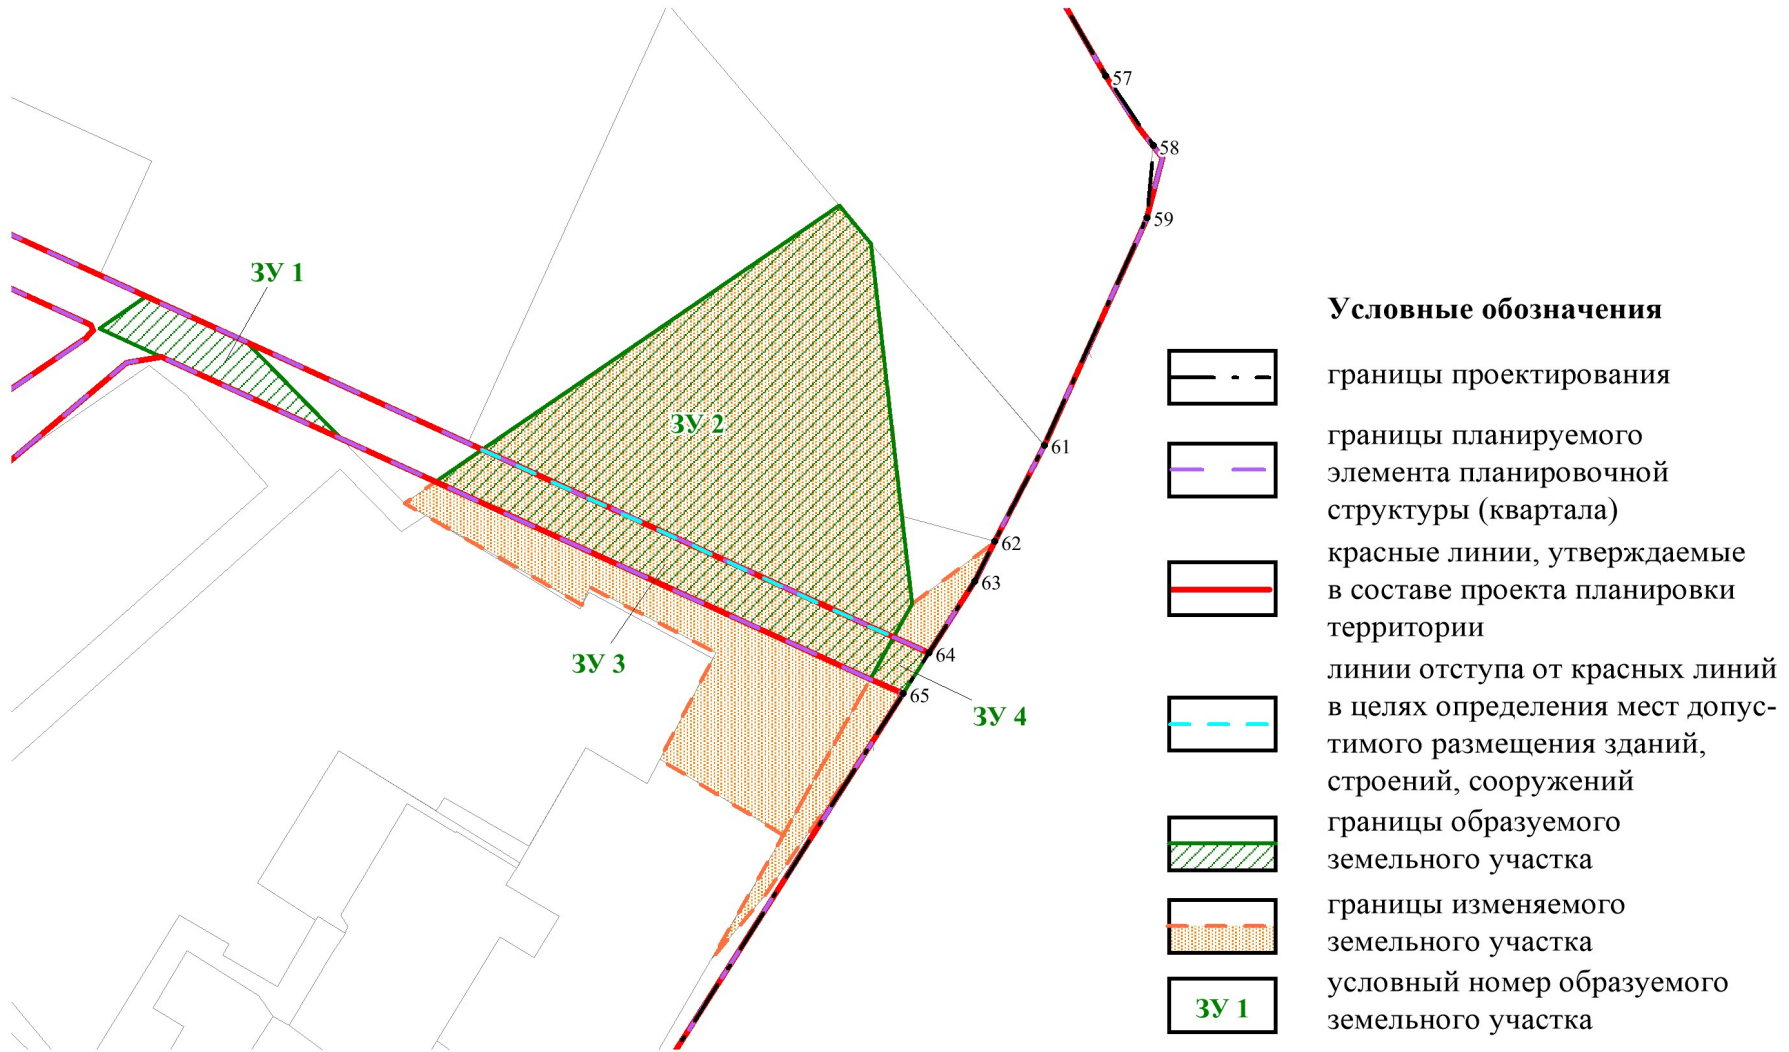 57
58
59
ЗУ 1
ЗУ 2
61
62
63
64
65
ЗУ 3
ЗУ 4
Условные обозначения
границы проектирования
границы планируемого
элемента планировочной
структуры (квартала)
красные линии, утверждаемые
в составе проекта планировки
территории
линии отступа от красных линий
в целях определения мест допус-
тимого размещения зданий,
строений, сооружений
границы образуемого
земельного участка
границы изменяемого
земельного участка
ЗУ 1
условный номер образуемого
земельного участка